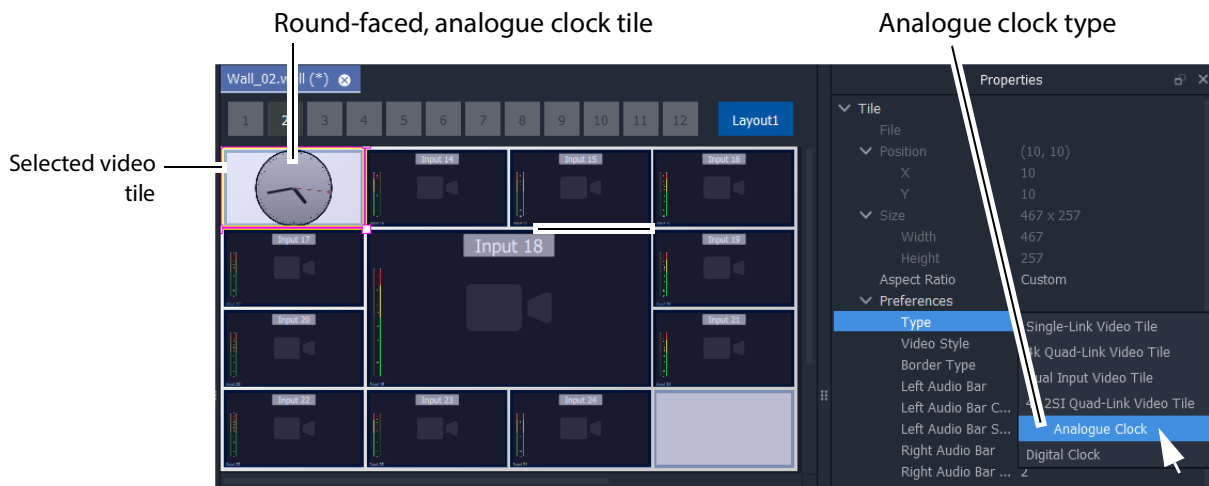 Round-faced, analogue clock tile
Analogue clock type
Selected video
tile
Wall_02.w ll (*)
1 2 3 4 5 6 7 8 9 10 11 12 Layout1
Input 14 Input 15 Input 16
Input 17 Input 18 Input 19
Input 20 Input 21
Input 22 Input 23 Input 24
Properties
Tile
File
Position (10, 10)
X 10
Y 10
Size 467 x 257
Width 467
Height 257
Aspect Ratio Custom
Preferences
Type
Video Style
Border Type
Left Audio Bar
Left Audio Bar C...
Left Audio Bar S...
Right Audio Bar
Right Audio Bar ... 2
Single-Link Video Tile
4k Quad-Link Video Tile
Dual Input Video Tile
2SI Quad-Link Video Tile
Analogue Clock
Digital Clock